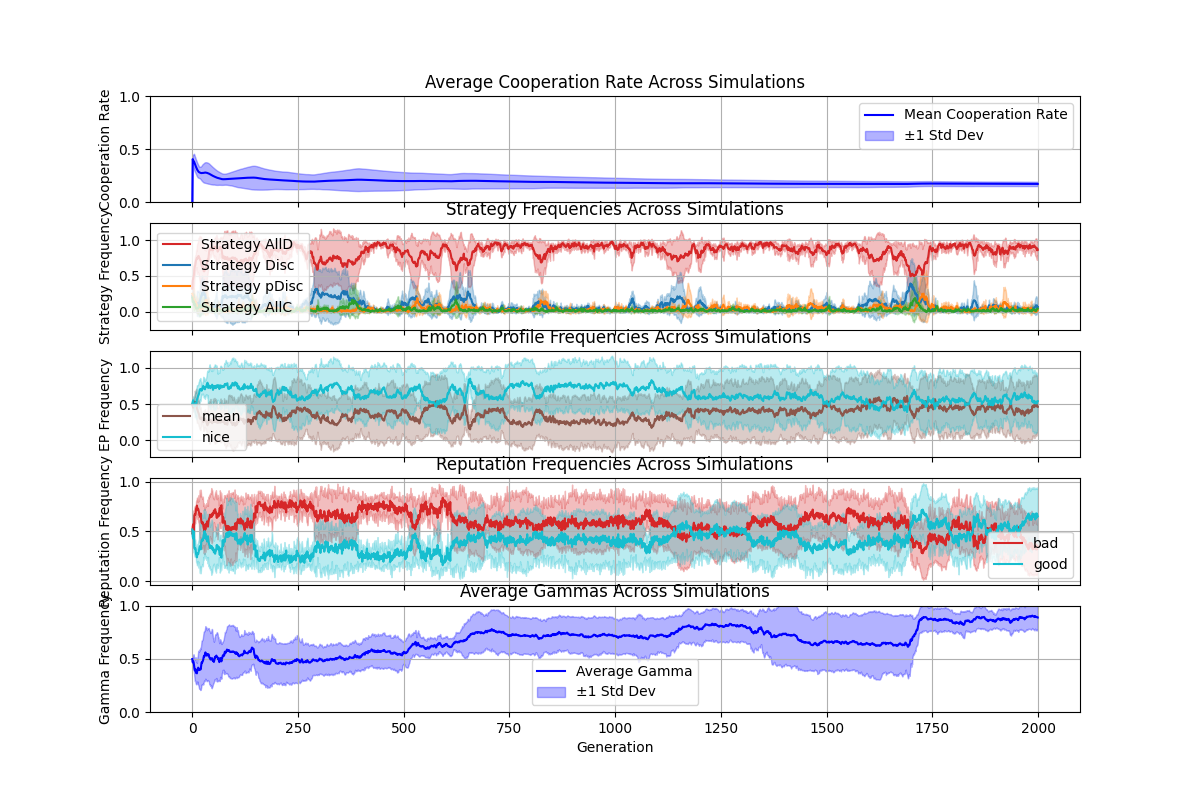 Average Cooperation Rate Across Simulations
Cooperation Rate
1.0
0.5
0.0
Mean Cooperation Rate
±1 Std Dev
Strategy Frequencies Across Simulations
Strategy Frequency
1.0
0.5
0.0
Strategy AllD
Strategy Disc
Strategy pDisc
Strategy AllC
Emotion Profile Frequencies Across Simulations
EP Frequency
1.0
0.5
0.0
mean
nice
Reputation Frequencies Across Simulations
Reputation Frequency
1.0
0.5
0.0
bad
good
Average Gammas Across Simulations
Gamma Frequency
1.0
0.5
0.0
Average Gamma
±1 Std Dev
0 250 500 750 1000 1250 1500 1750 2000
Generation